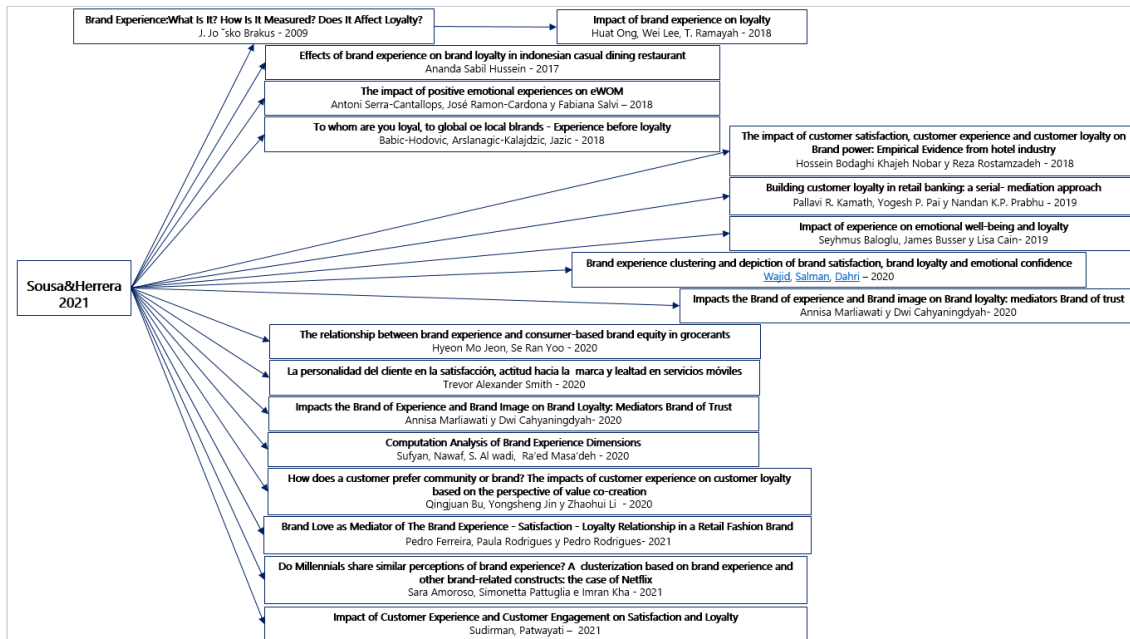 Brand Experience:What Is It? How Is It Measured? Does It Affect Loyalty?
J. Jo ˇsko Brakus - 2009
Impact of brand experience on loyalty
Huat Ong, Wei Lee, T. Ramayah - 2018
Effects of brand experience on brand loyalty in indonesian casual dining restaurant
Ananda Sabil Hussein - 2017
The impact of positive emotional experiences on eWOM
Antoni Serra-Cantallops, José Ramon-Cardona y Fabiana Salvi – 2018
To whom are you loyal, to global oe local blrands - Experience before loyalty
Babic-Hodovic, Arslanagic-Kalajdzic, Jazic - 2018
The impact of customer satisfaction, customer experience and customer loyalty on
Brand power: Empirical Evidence from hotel industry
Hossein Bodaghi Khajeh Nobar y Reza Rostamzadeh - 2018
Building customer loyalty in retail banking: a serial- mediation approach
Pallavi R. Kamath, Yogesh P. Pai y Nandan K.P. Prabhu - 2019
Impact of experience on emotional well-being and loyalty
Seyhmus Baloglu, James Busser y Lisa Cain- 2019
Brand experience clustering and depiction of brand satisfaction, brand loyalty and emotional confidence
Wajid, Salman, Dahri – 2020
Impacts the Brand of experience and Brand image on Brand loyalty: mediators Brand of trust
Annisa Marliawati y Dwi Cahyaningdyah- 2020
Sousa&Herrera
2021
The relationship between brand experience and consumer-based brand equity in grocerants
Hyeon Mo Jeon, Se Ran Yoo - 2020
La personalidad del cliente en la satisfacción, actitud hacia la marca y lealtad en servicios móviles
Trevor Alexander Smith - 2020
Impacts the Brand of Experience and Brand Image on Brand Loyalty: Mediators Brand of Trust
Annisa Marliawati y Dwi Cahyaningdyah- 2020
Computation Analysis of Brand Experience Dimensions
Sufyan, Nawaf, S. Al wadi, Ra'ed Masa'deh - 2020
How does a customer prefer community or brand? The impacts of customer experience on customer loyalty
based on the perspective of value co-creation
Qingjuan Bu, Yongsheng Jin y Zhaohui Li - 2020
Brand Love as Mediator of The Brand Experience - Satisfaction - Loyalty Relationship in a Retail Fashion Brand
Pedro Ferreira, Paula Rodrigues y Pedro Rodrigues- 2021
Do Millennials share similar perceptions of brand experience? A clusterization based on brand experience and
other brand-related constructs: the case of Netflix
Sara Amoroso, Simonetta Pattuglia e Imran Kha - 2021
Impact of Customer Experience and Customer Engagement on Satisfaction and Loyalty
Sudirman, Patwayati – 2021